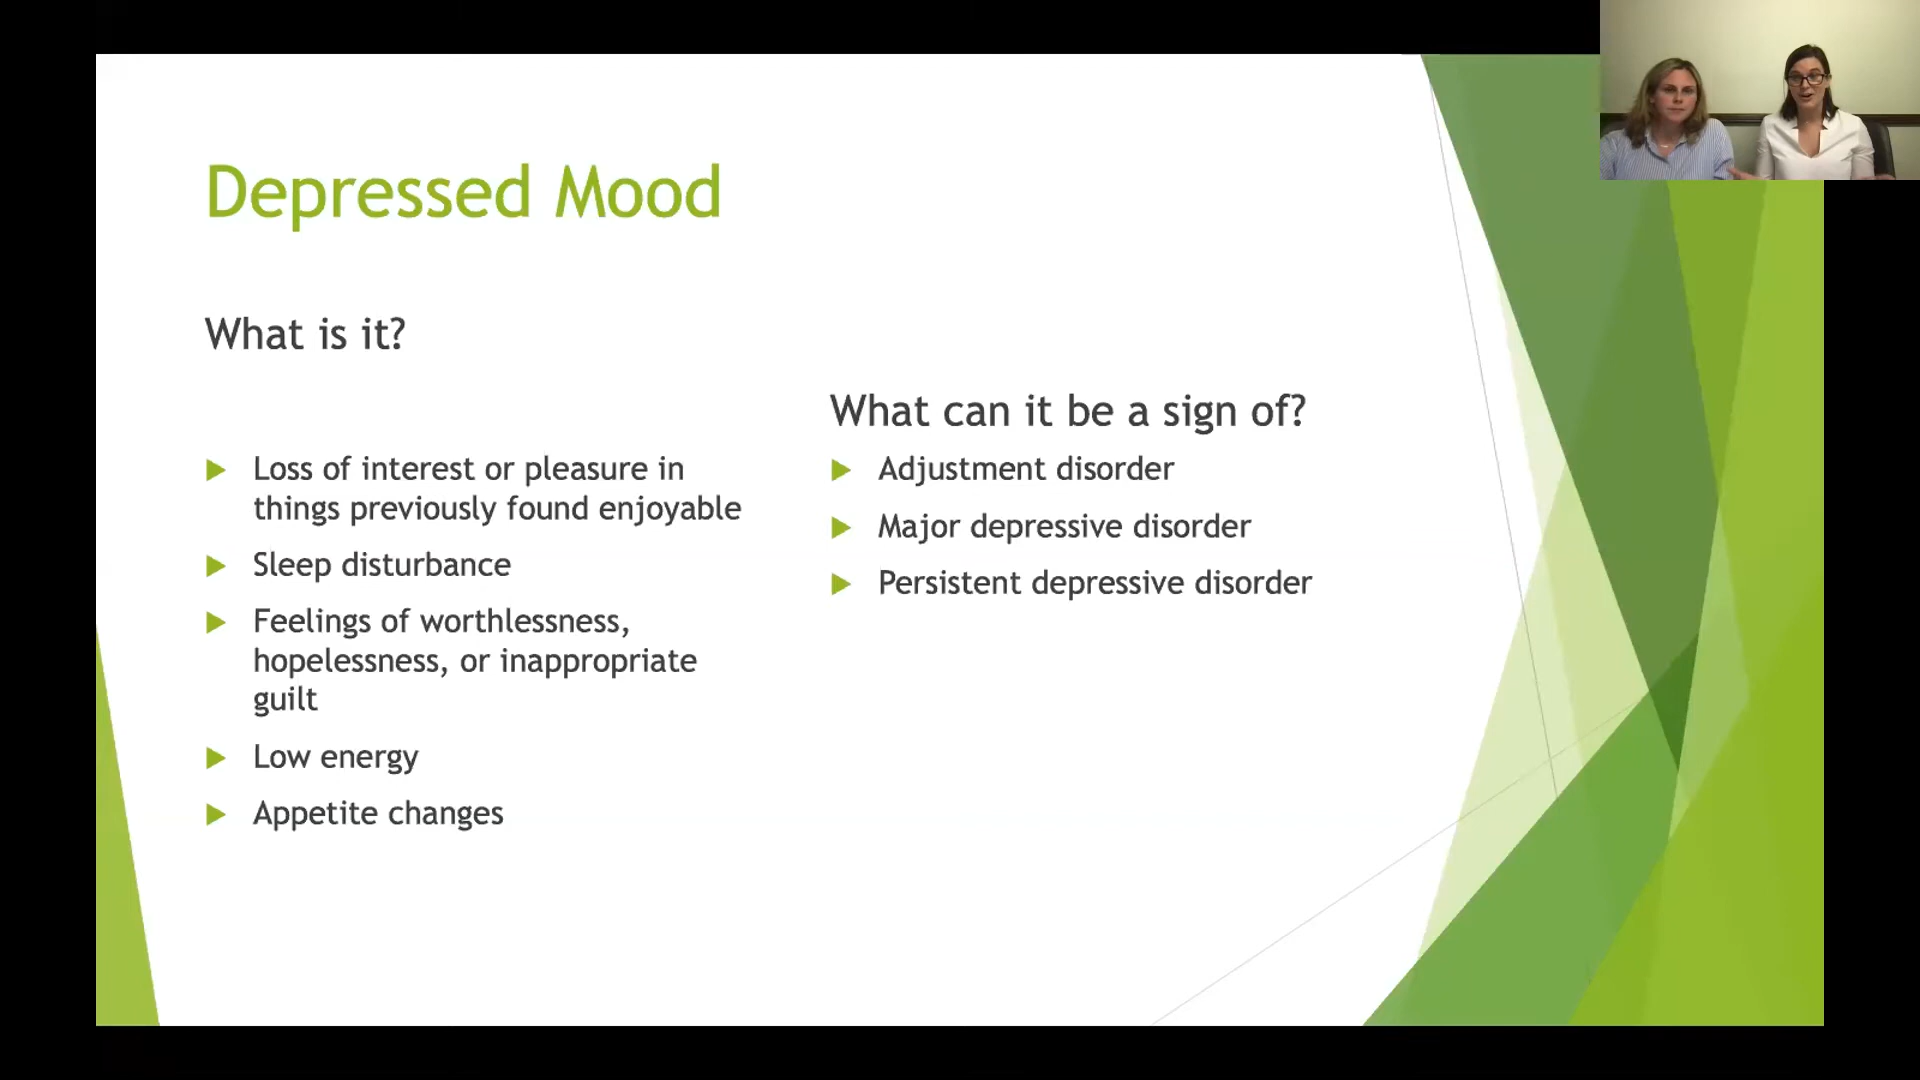 Depressed Mood
What is it?
Loss of interest or pleasure in
things previously found enjoyable
Sleep disturbance
Feelings of worthlessness,
hopelessness, or inappropriate
guilt
Low energy
Appetite changes
What can it be a sign of?
Adjustment disorder
Major depressive disorder
Persistent depressive disorder